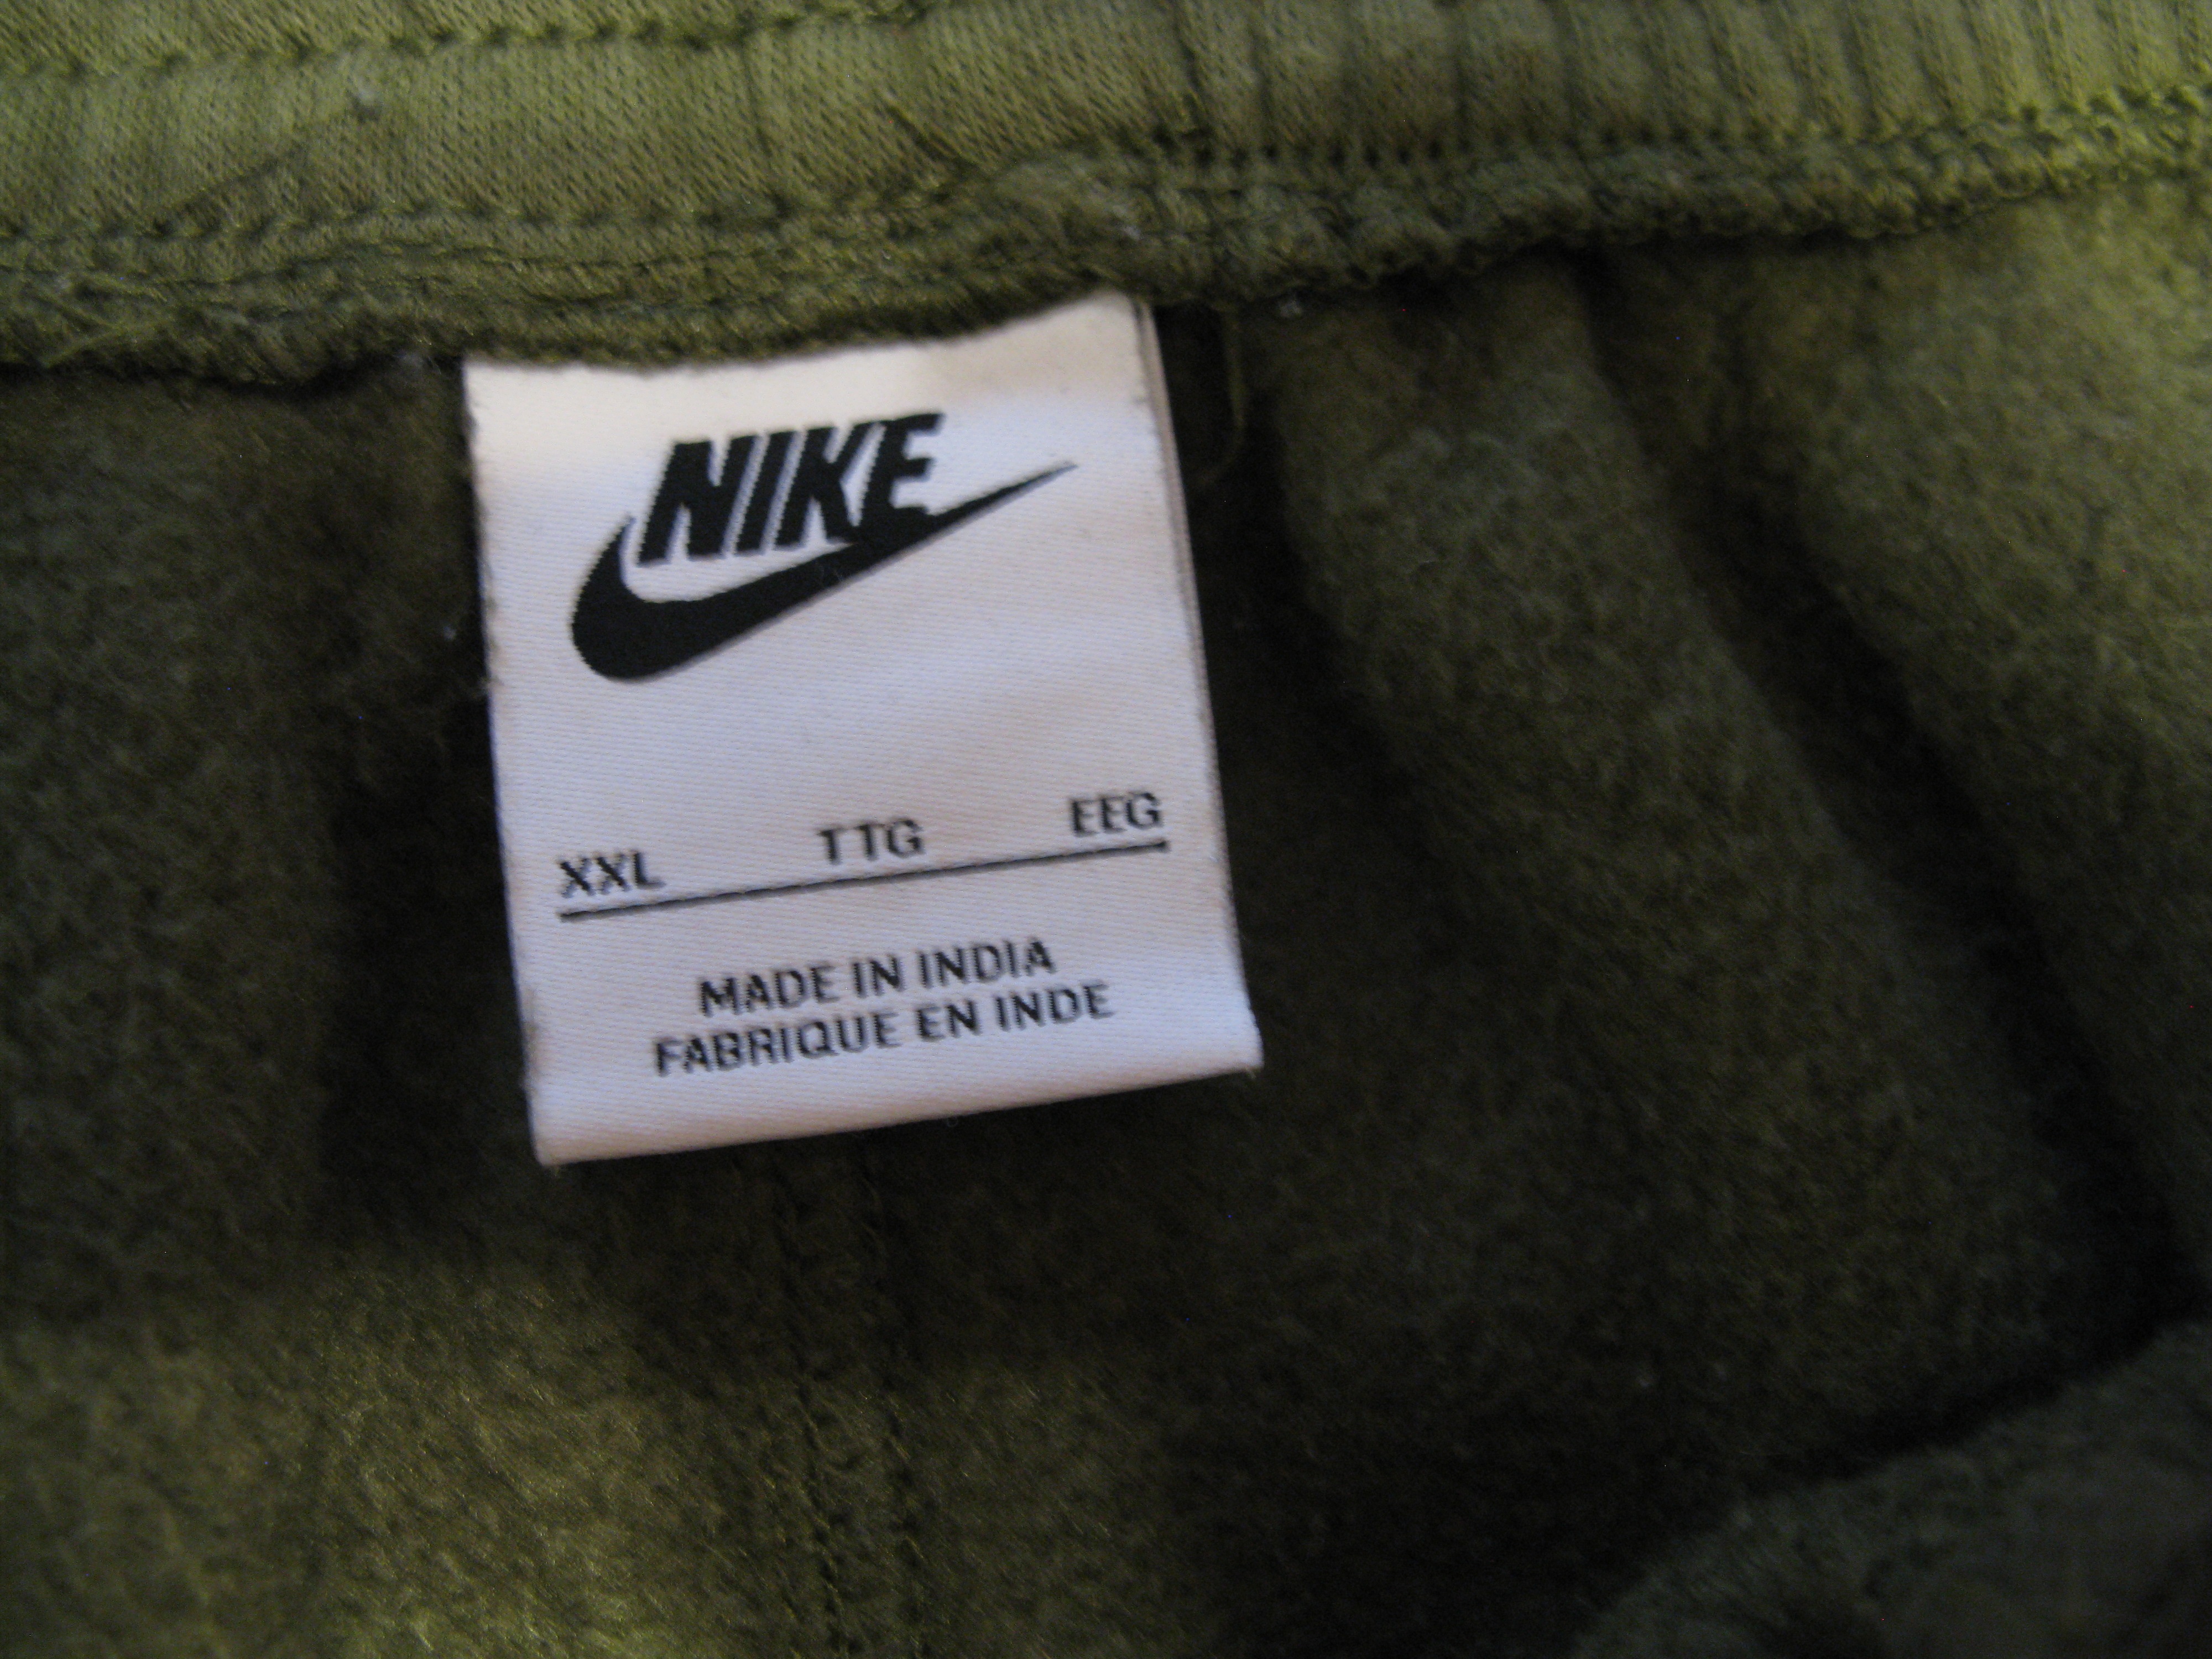 NIKE
XXL TTG EEG
MADE IN INDIA
FABRIQUE EN INDE